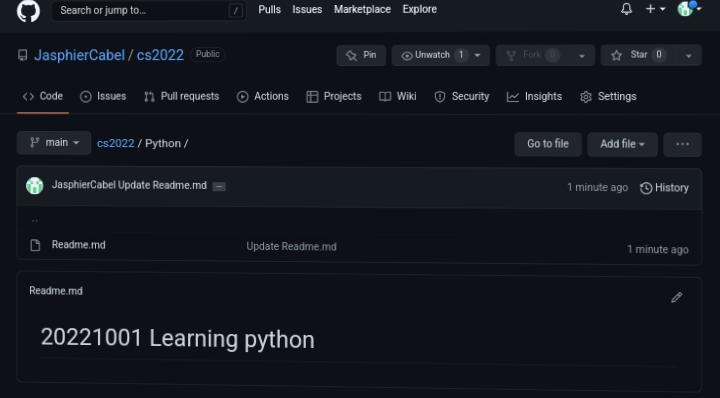 Search or jump to... /
Pulls Issues Marketplace Explore
JasphierCabel / cs2022 Public
Pin Unwatch 1 Fork 0 Star 0
Code Issues Pull requests Actions Projects Wiki Security Insights Settings
main cs2022 / Python / Go to file Add file ...
JasphierCabel Update Readme.md ... 1 minute ago History
..
Readme.md Update Readme.md 1 minute ago
Readme.md
20221001 Learning python